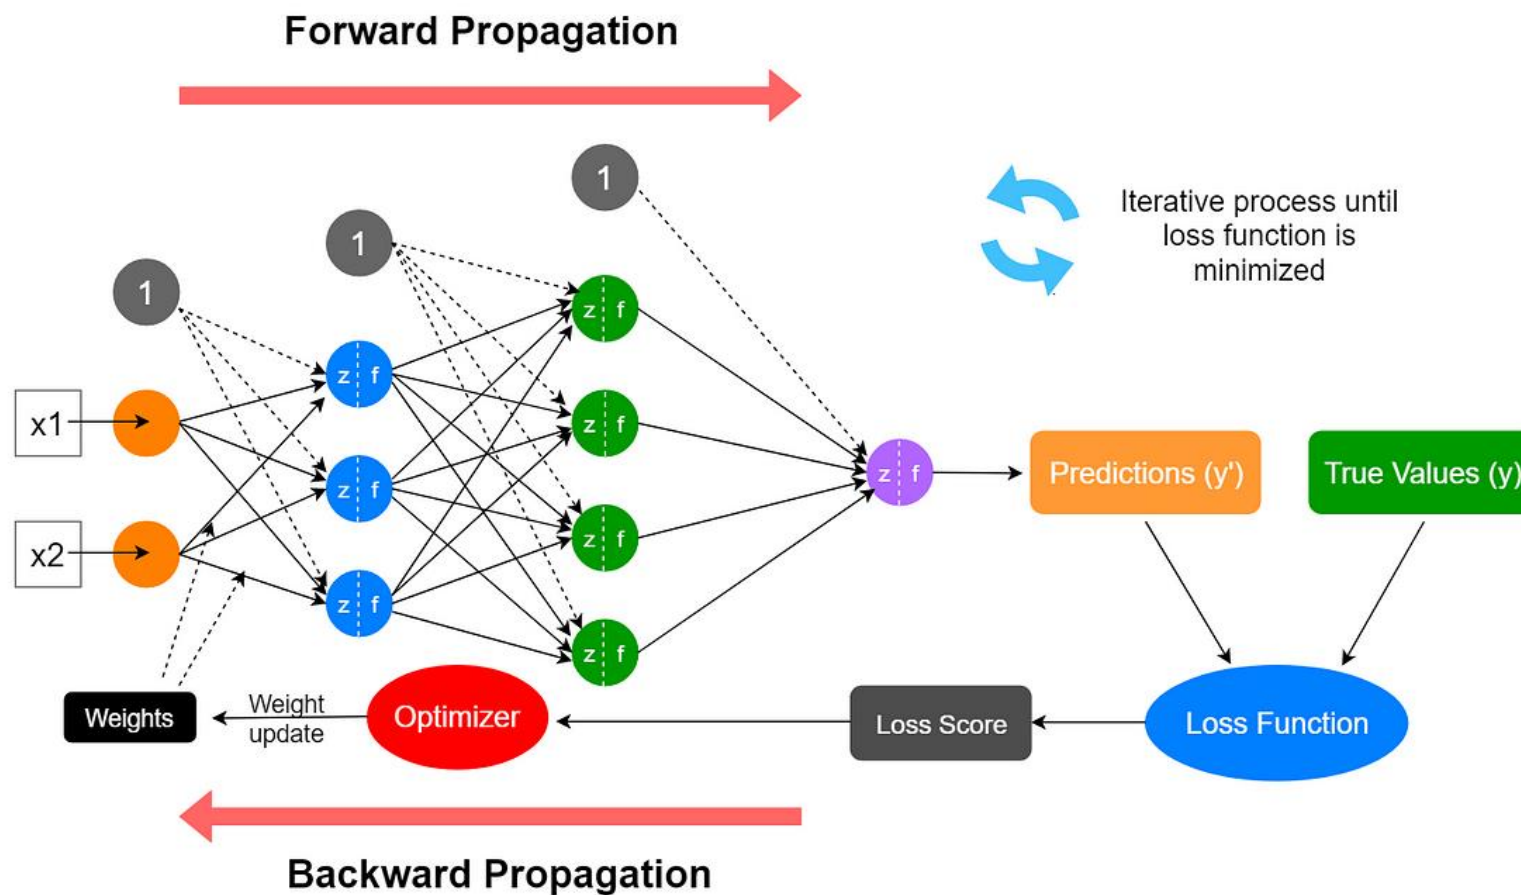 Forward Propagation
1
1
1
Iterative process until
loss function is
minimized
z f
z f
x1
z f
z f
z f
Predictions (y')
True Values (y)
z f
x2
z f
z f
Weights
Weight
update
Optimizer
Loss Score
Loss Function
Backward Propagation